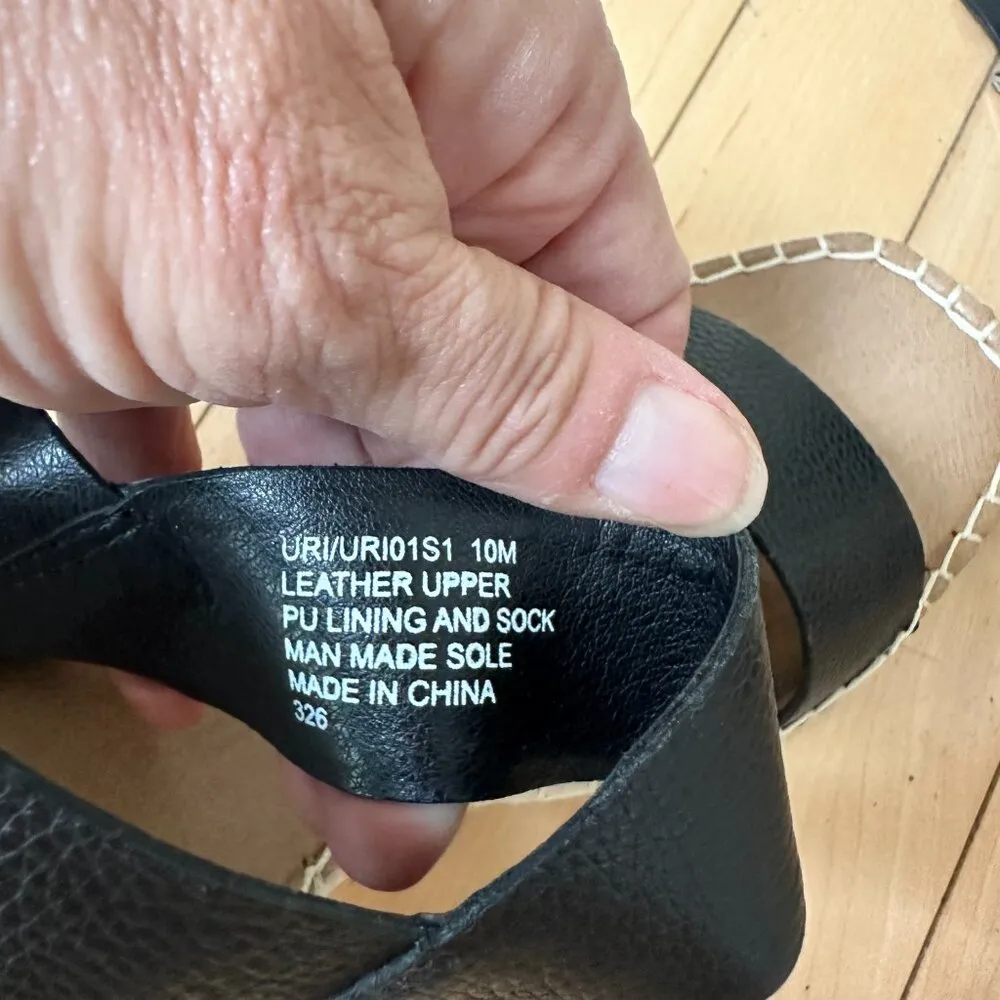 URI/URI01S1 10M
LEATHER UPPER
PU LINING AND SOCK
MAN MADE SOLE
MADE IN CHINA
326